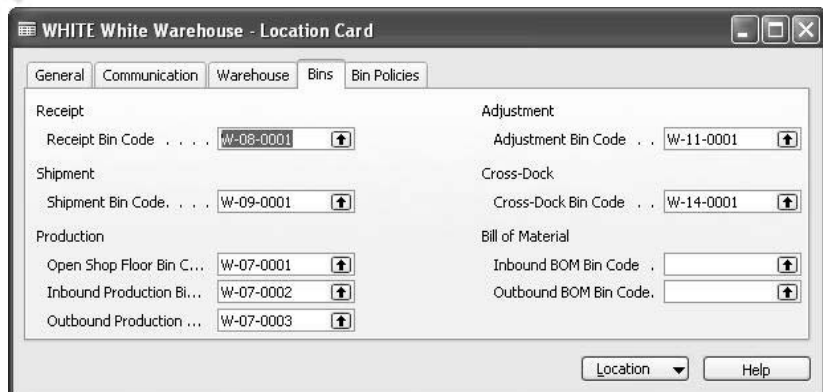 WHITE White Warehouse - Location Card
General Communication Warehouse Bins Bin Policies
Receipt
Receipt Bin Code . . . . W-08-0001
Shipment
Shipment Bin Code. . . . W-09-0001
Production
Open Shop Floor Bin C... W-07-0001
Inbound Production Bi... W-07-0002
Outbound Production ... W-07-0003
Adjustment
Adjustment Bin Code . . W-11-0001
Cross-Dock
Cross-Dock Bin Code . . W-14-0001
Bill of Material
Inbound BOM Bin Code .
Outbound BOM Bin Code.
Location Help